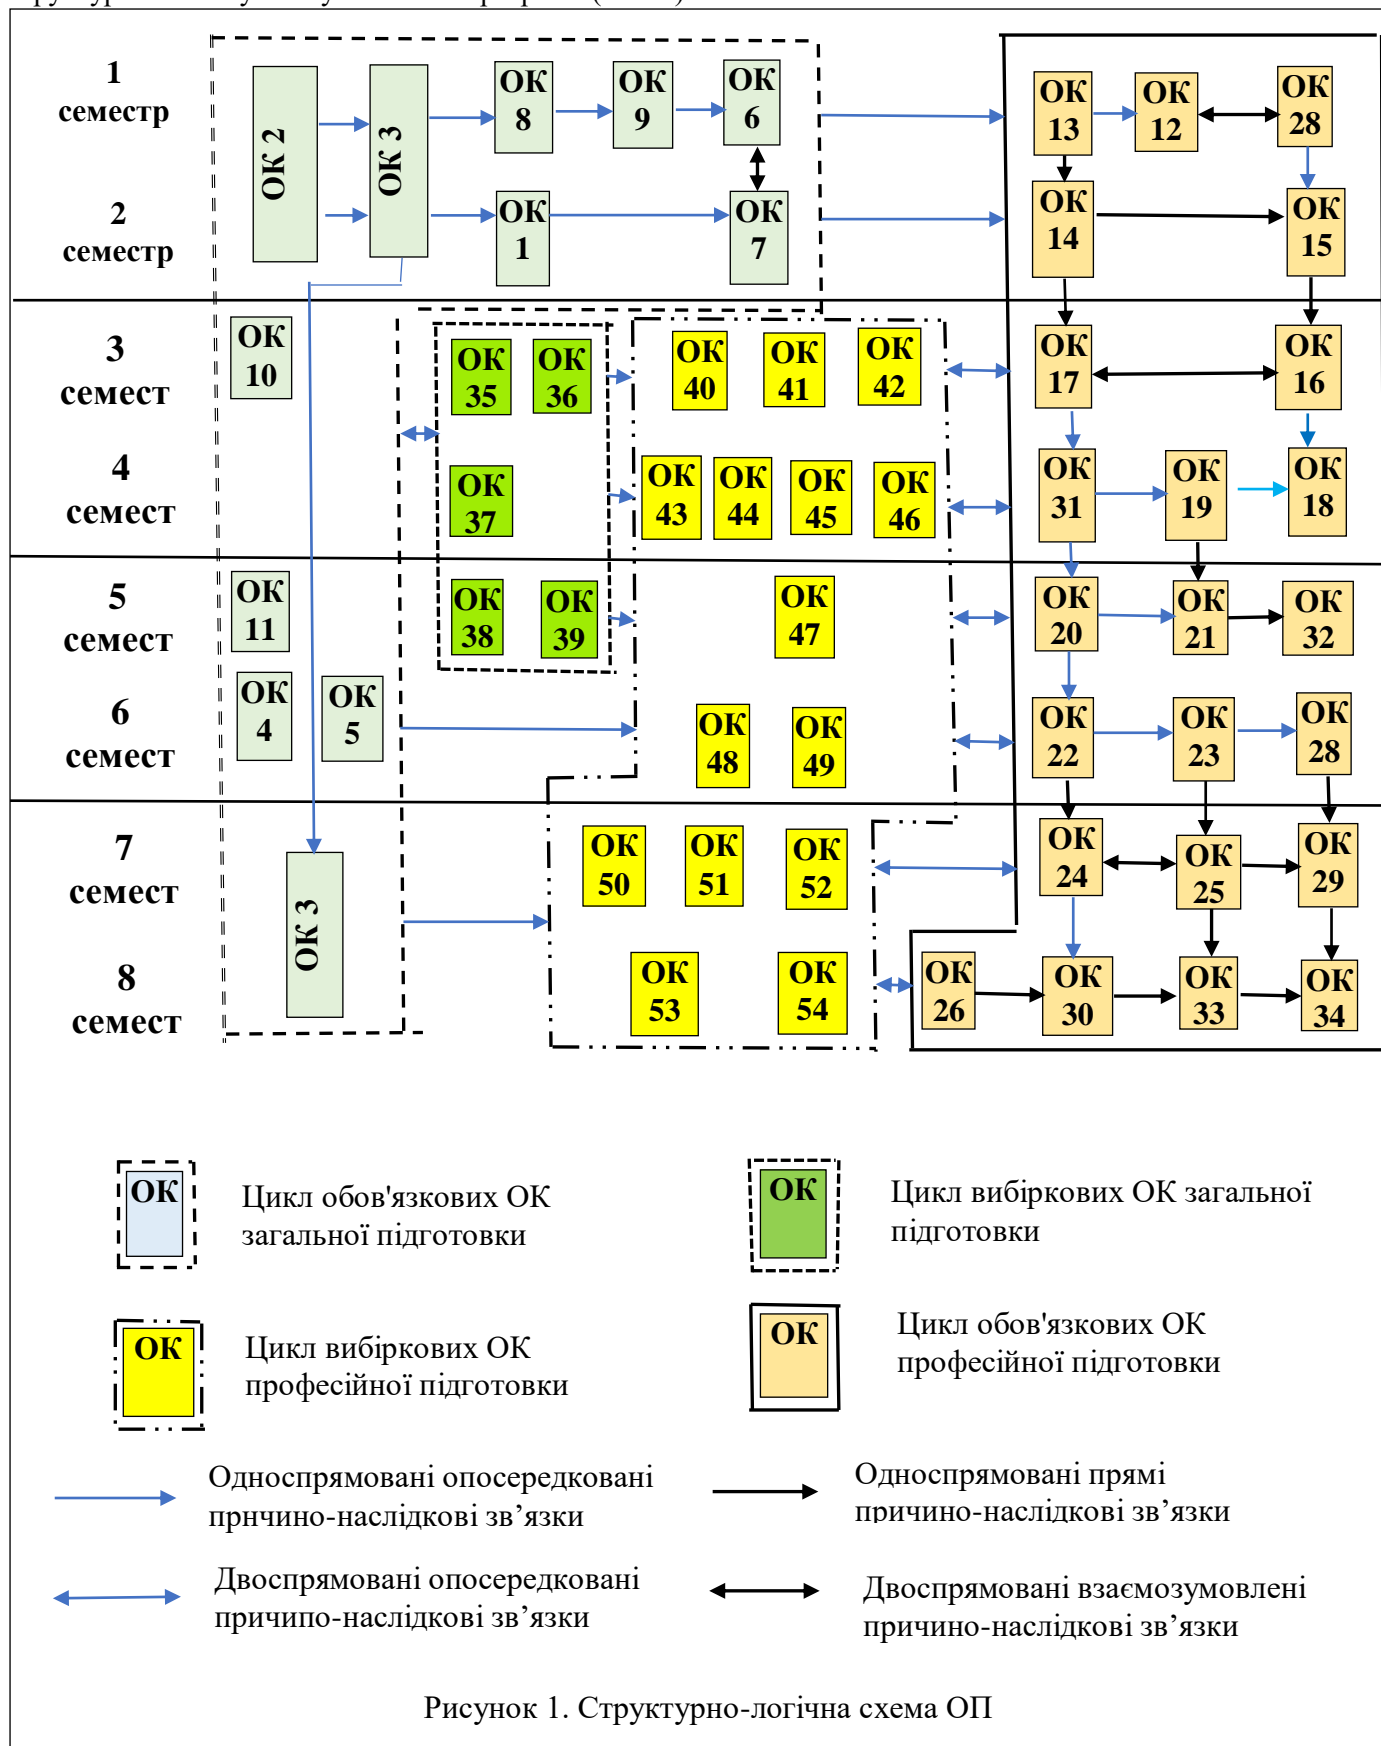 1
семестр
ОК 2
ОК 3
ОК
8
ОК
9
ОК
6
ОК
13
ОК
12
ОК
28
2
семестр
ОК
1
ОК
7
ОК
14
ОК
15
3
семест
ОК
10
ОК
35
ОК
36
ОК
40
ОК
41
ОК
42
ОК
17
ОК
16
4
семест
ОК
37
ОК
43
ОК
44
ОК
45
ОК
46
ОК
31
ОК
19
ОК
18
5
семест
ОК
11
ОК
38
ОК
39
ОК
47
ОК
20
ОК
21
ОК
32
6
семест
ОК
4
ОК
5
ОК
48
ОК
49
ОК
22
ОК
23
ОК
28
7
семест
ОК 3
ОК
50
ОК
51
ОК
52
ОК
24
ОК
25
ОК
29
8
семест
ОК
53
ОК
54
ОК
26
ОК
30
ОК
33
ОК
34
ОК
Цикл обов'язкових ОК
загальної підготовки
ОК
Цикл вибіркових ОК загальної
підготовки
ОК
Цикл вибіркових ОК
професійної підготовки
ОК
Цикл обов'язкових ОК
професійної підготовки
Односпрямовані опосередковані
прнчино-наслідкові зв’язки
Односпрямовані прямі
причино-наслідкові зв’язки
Двоспрямовані опосередковані
причипо-наслідкові зв’язки
Двоспрямовані взаємозумовлені
причино-наслідкові зв’язки
Рисунок 1. Структурно-логічна схема ОП